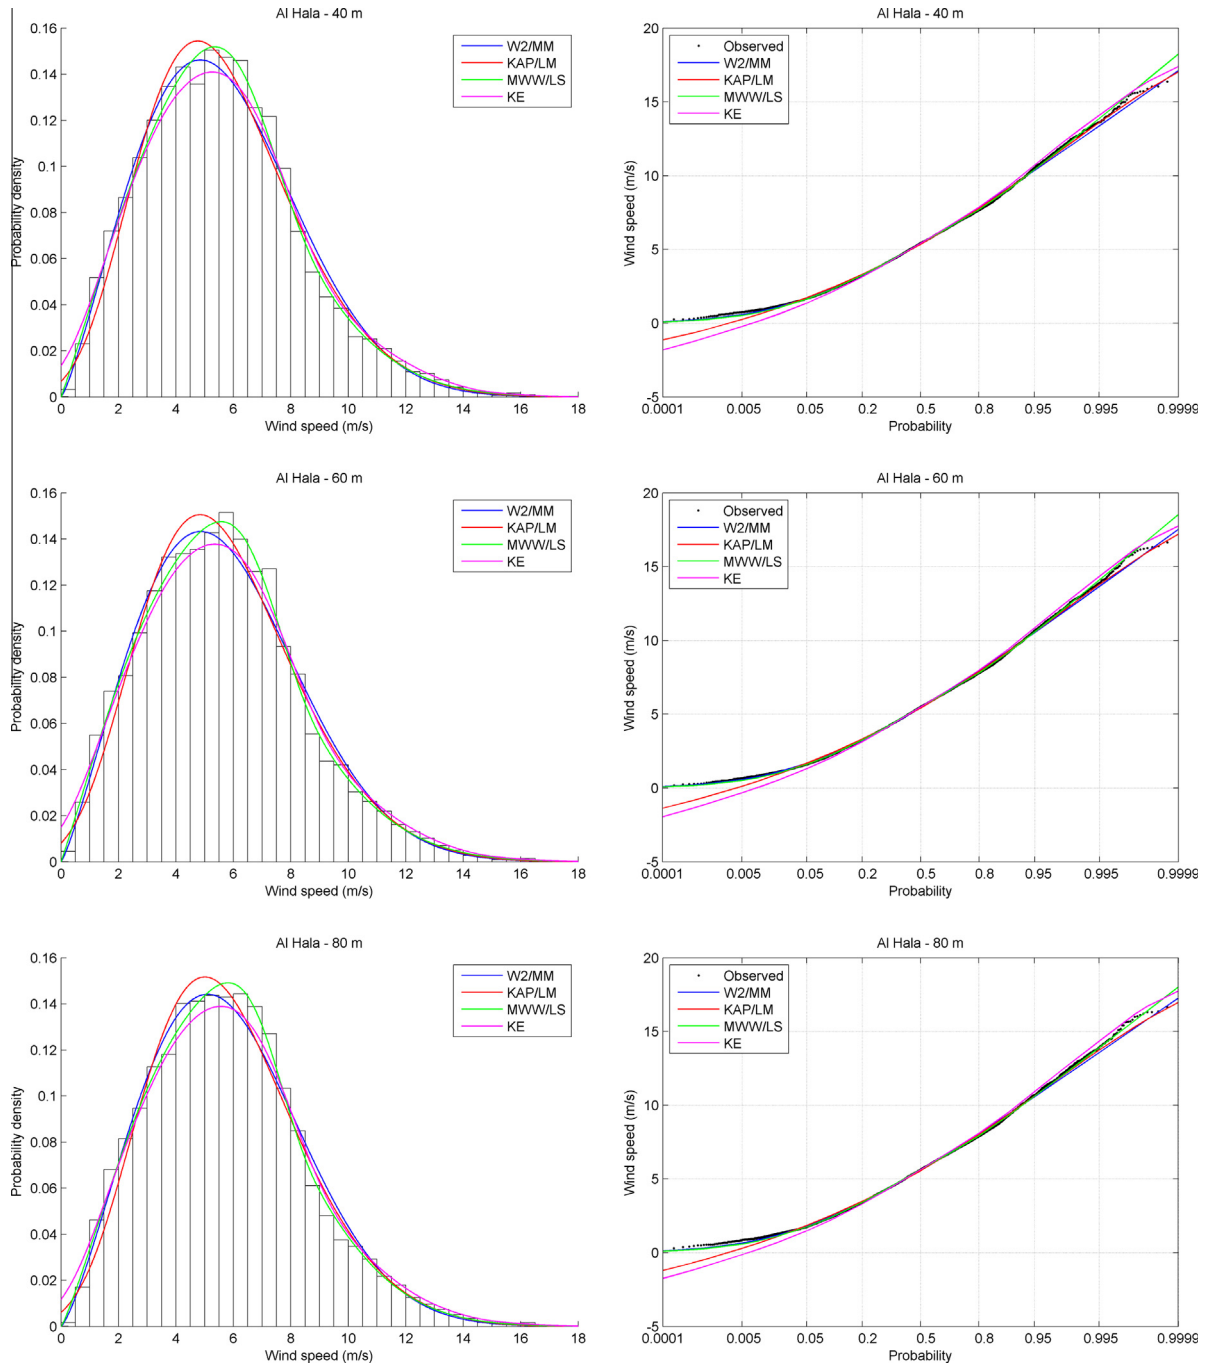 Al Hala - 40 m
Probability density
0.16
0.14
0.12
0.1
0.08
0.06
0.04
0.02
0
W2/MM
KAP/LM
MWW/LS
KE
0 2 4 6 8 10 12 14 16 18
Wind speed (m/s)
Al Hala - 40 m
Wind speed (m/s)
20
15
10
5
0
-5
Observed
W2/MM
KAP/LM
MWW/LS
KE
0.0001 0.005 0.05 0.2 0.5 0.8 0.95 0.995 0.9999
Probability
Al Hala - 60 m
Probability density
0.16
0.14
0.12
0.1
0.08
0.06
0.04
0.02
0
W2/MM
KAP/LM
MWW/LS
KE
0 2 4 6 8 10 12 14 16 18
Wind speed (m/s)
Al Hala - 60 m
Wind speed (m/s)
20
15
10
5
0
-5
Observed
W2/MM
KAP/LM
MWW/LS
KE
0.0001 0.005 0.05 0.2 0.5 0.8 0.95 0.995 0.9999
Probability
Al Hala - 80 m
Probability density
0.16
0.14
0.12
0.1
0.08
0.06
0.04
0.02
0
W2/MM
KAP/LM
MWW/LS
KE
0 2 4 6 8 10 12 14 16 18
Wind speed (m/s)
Al Hala - 80 m
Wind speed (m/s)
20
15
10
5
0
-5
Observed
W2/MM
KAP/LM
MWW/LS
KE
0.0001 0.005 0.05 0.2 0.5 0.8 0.95 0.995 0.9999
Probability